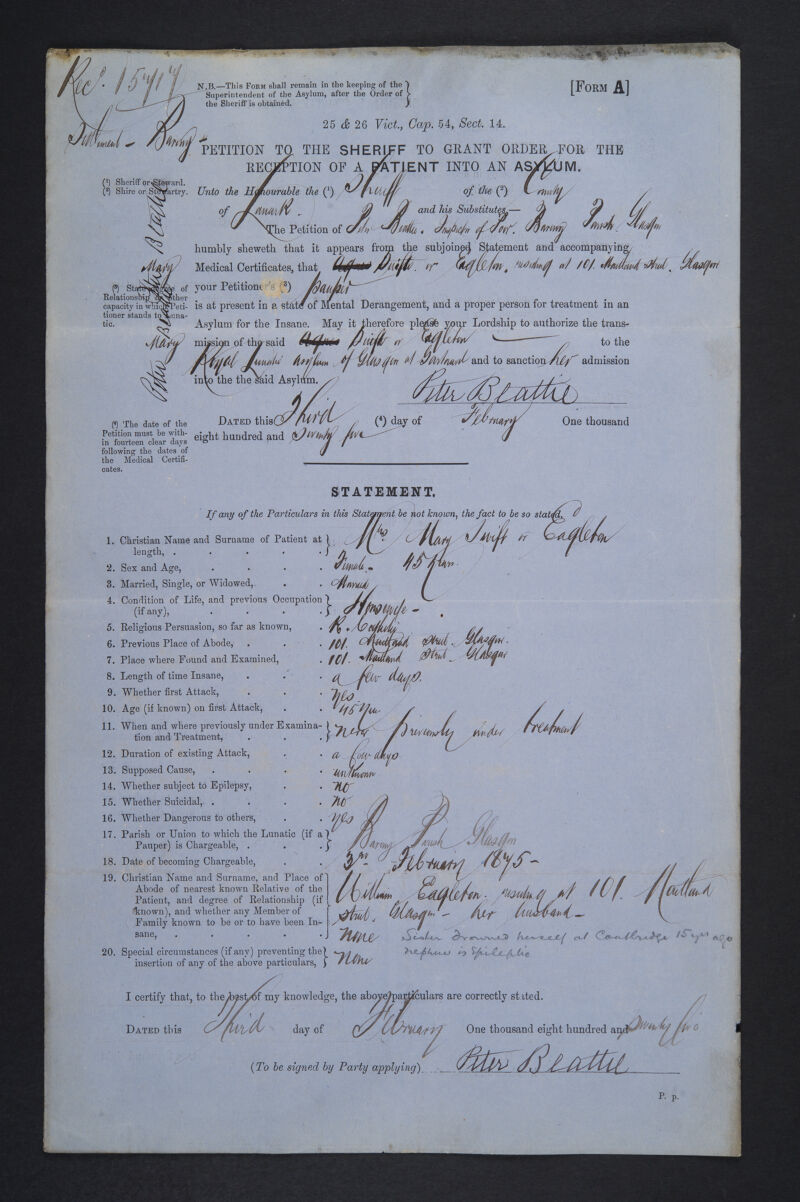 Recd. 15717
N.B.—This Form shall remain in the keeping of the
Superintendent of the Asylum, after the Order of
the Sheriff is obtained.
[Form A]
Settlement - Barony -
25 & 26 Vict., Cap. 54, Sect. 14.
PETITION TO THE SHERIFF TO GRANT ORDER FOR THE
RECEPTION OF A PATIENT INTO AN ASYLUM.
(¹) Sheriff or Steward.
(²) Shire or Stewartry.
Unto the Honourable the (¹) Sheriff of the (²) County
of Lanark. and his Substitutes,—
The Petition of Peter Beattie. Inspector of Poor. Barony Parish. Glasgow
humbly sheweth that it appears from the subjoined Statement and accompanying
Mary
Peter Beattie
Medical Certificates, that Agnes Swift or Eagleton. residing at 101 Maitland Street. Glasgow
(³) State
Relationship or other
capacity in which Peti-
tioner stands to Luna-
tic.
your Petitioner's (³) pauper
is at present in a state of Mental Derangement, and a proper person for treatment in an
Asylum for the Insane. May it therefore please your Lordship to authorize the trans-
Mary
Peter Beattie
mission of the said Agnes Swift or Eagleton to the
Royal Lunatic Asylum of Glasgow at Gartnavel and to sanction her admission
into the the said Asylum.
Peter Beattie
(⁴) The date of the
Petition must be with-
in fourteen clear days
following the dates of
the Medical Certifi-
cates.
Dated this Third (⁴) day of February One thousand
eight hundred and Seventy five
STATEMENT.
If any of the Particulars in this Statement be not known, the fact to be so stated.
1. Christian Name and Surname of Patient at
length, . Mrs Mary Swift or Eagleton
2. Sex and Age, Female - 45 Years
3. Married, Single, or Widowed, Married
4. Condition of Life, and previous Occupation
(if any), Housewife -
5. Religious Persuasion, so far as known, R. Catholic
6. Previous Place of Abode, 101. Maitland Street. Glasgow.
7. Place where Found and Examined, 101. Maitland Street. Glasgow
8. Length of time Insane, a few days.
9. Whether first Attack, Yes
10. Age (if known) on first Attack, 45 Years
11. When and where previously under Examina-
tion and Treatment, never previously under treatment
12. Duration of existing Attack, a few days
13. Supposed Cause, unknown
14. Whether subject to Epilepsy, no
15. Whether Suicidal, no
16. Whether Dangerous to others, Yes
17. Parish or Union to which the Lunatic (if a
Pauper) is Chargeable, Barony Parish Glasgow
18. Date of becoming Chargeable, 3rd February 1875 -
19. Christian Name and Surname, and Place of
Abode of nearest known Relative of the
Patient, and degree of Relationship (if
known), and whether any Member of
Family known to be or to have been In-
sane,
William Eagleton. residing at 101. Maitland
street. Glasgow - her husband -
none Sister drowned herself at Coatbridge 15 yrs ago
nephew is Epileptic
20. Special circumstances (if any) preventing the
insertion of any of the above particulars, None
I certify that, to the best of my knowledge, the above particulars are correctly stated.
Dated this Third day of February One thousand eight hundred and Seventy five
(To be signed by Party applying) Peter Beattie
P. p.